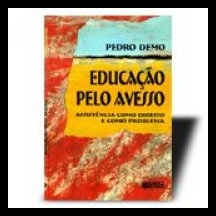 PEDRO DEMO
EDUCAÇÃO
PELO AVESSO
ASSISTÊNCIA COMO DIREITO
E COMO PROBLEMA